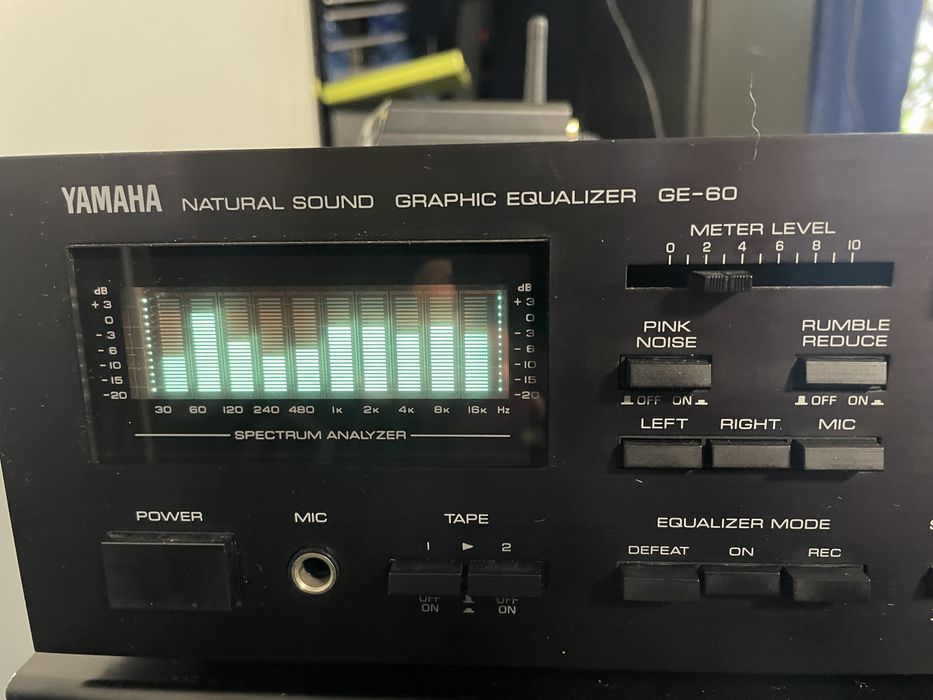 YAMAHA NATURAL SOUND GRAPHIC EQUALIZER GE-60
METER LEVEL
0 2 4 6 8 10
dB dB
+3 +3
0 0
-3 -3
-6 -6
-10 -10
-15 -15
-20 -20
30 60 120 240 480 1K 2K 4K 8K 16K Hz
SPECTRUM ANALYZER
PINK NOISE
RUMBLE REDUCE
OFF ON OFF ON
LEFT RIGHT MIC
POWER MIC TAPE
1 ▶ 2
OFF OFF
ON ON
EQUALIZER MODE
DEFEAT ON REC